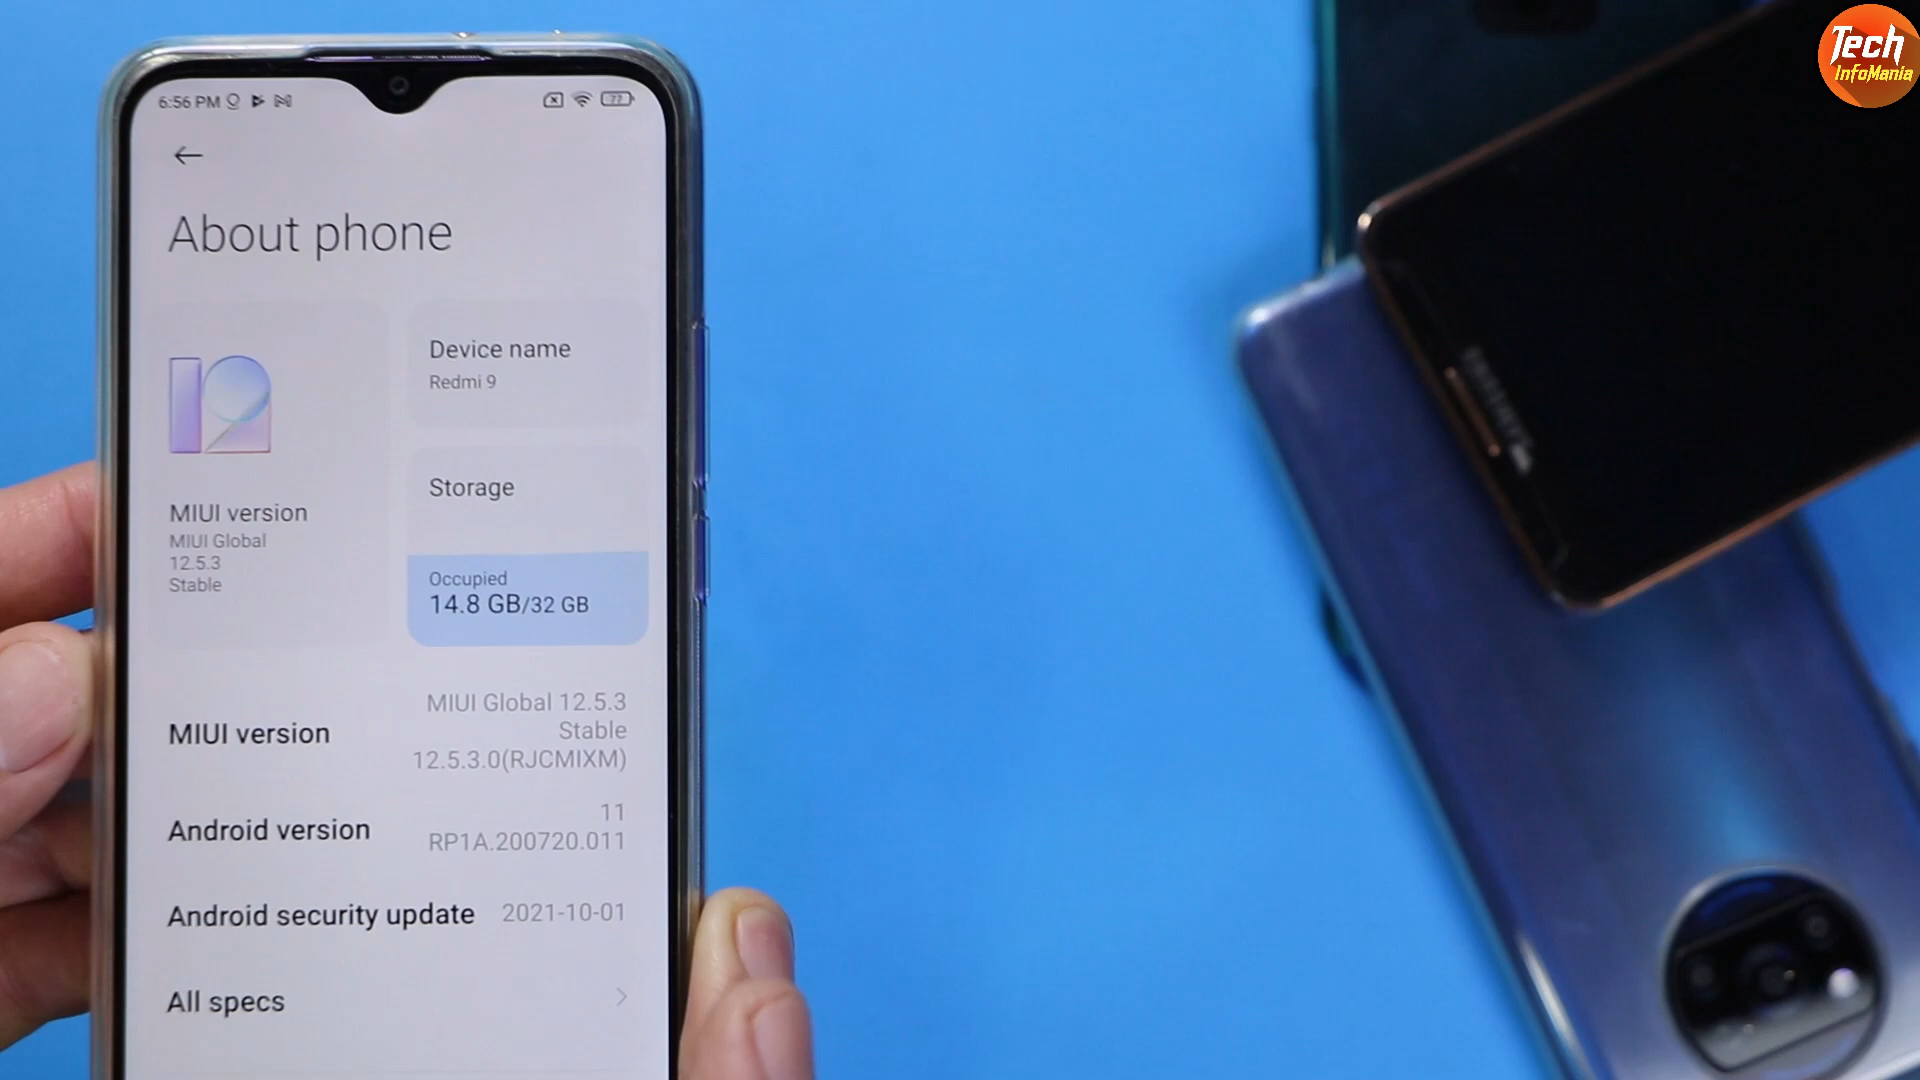 Tech
InfoMania
6:56 PM
77
About phone
12
Device name
Redmi 9
Storage
MIUI version
MIUI Global
12.5.3
Stable
Occupied
14.8 GB/32 GB
MIUI version
MIUI Global 12.5.3
Stable
12.5.3.0(RJCMIXM)
Android version
11
RP1A.200720.011
Android security update
2021-10-01
All specs